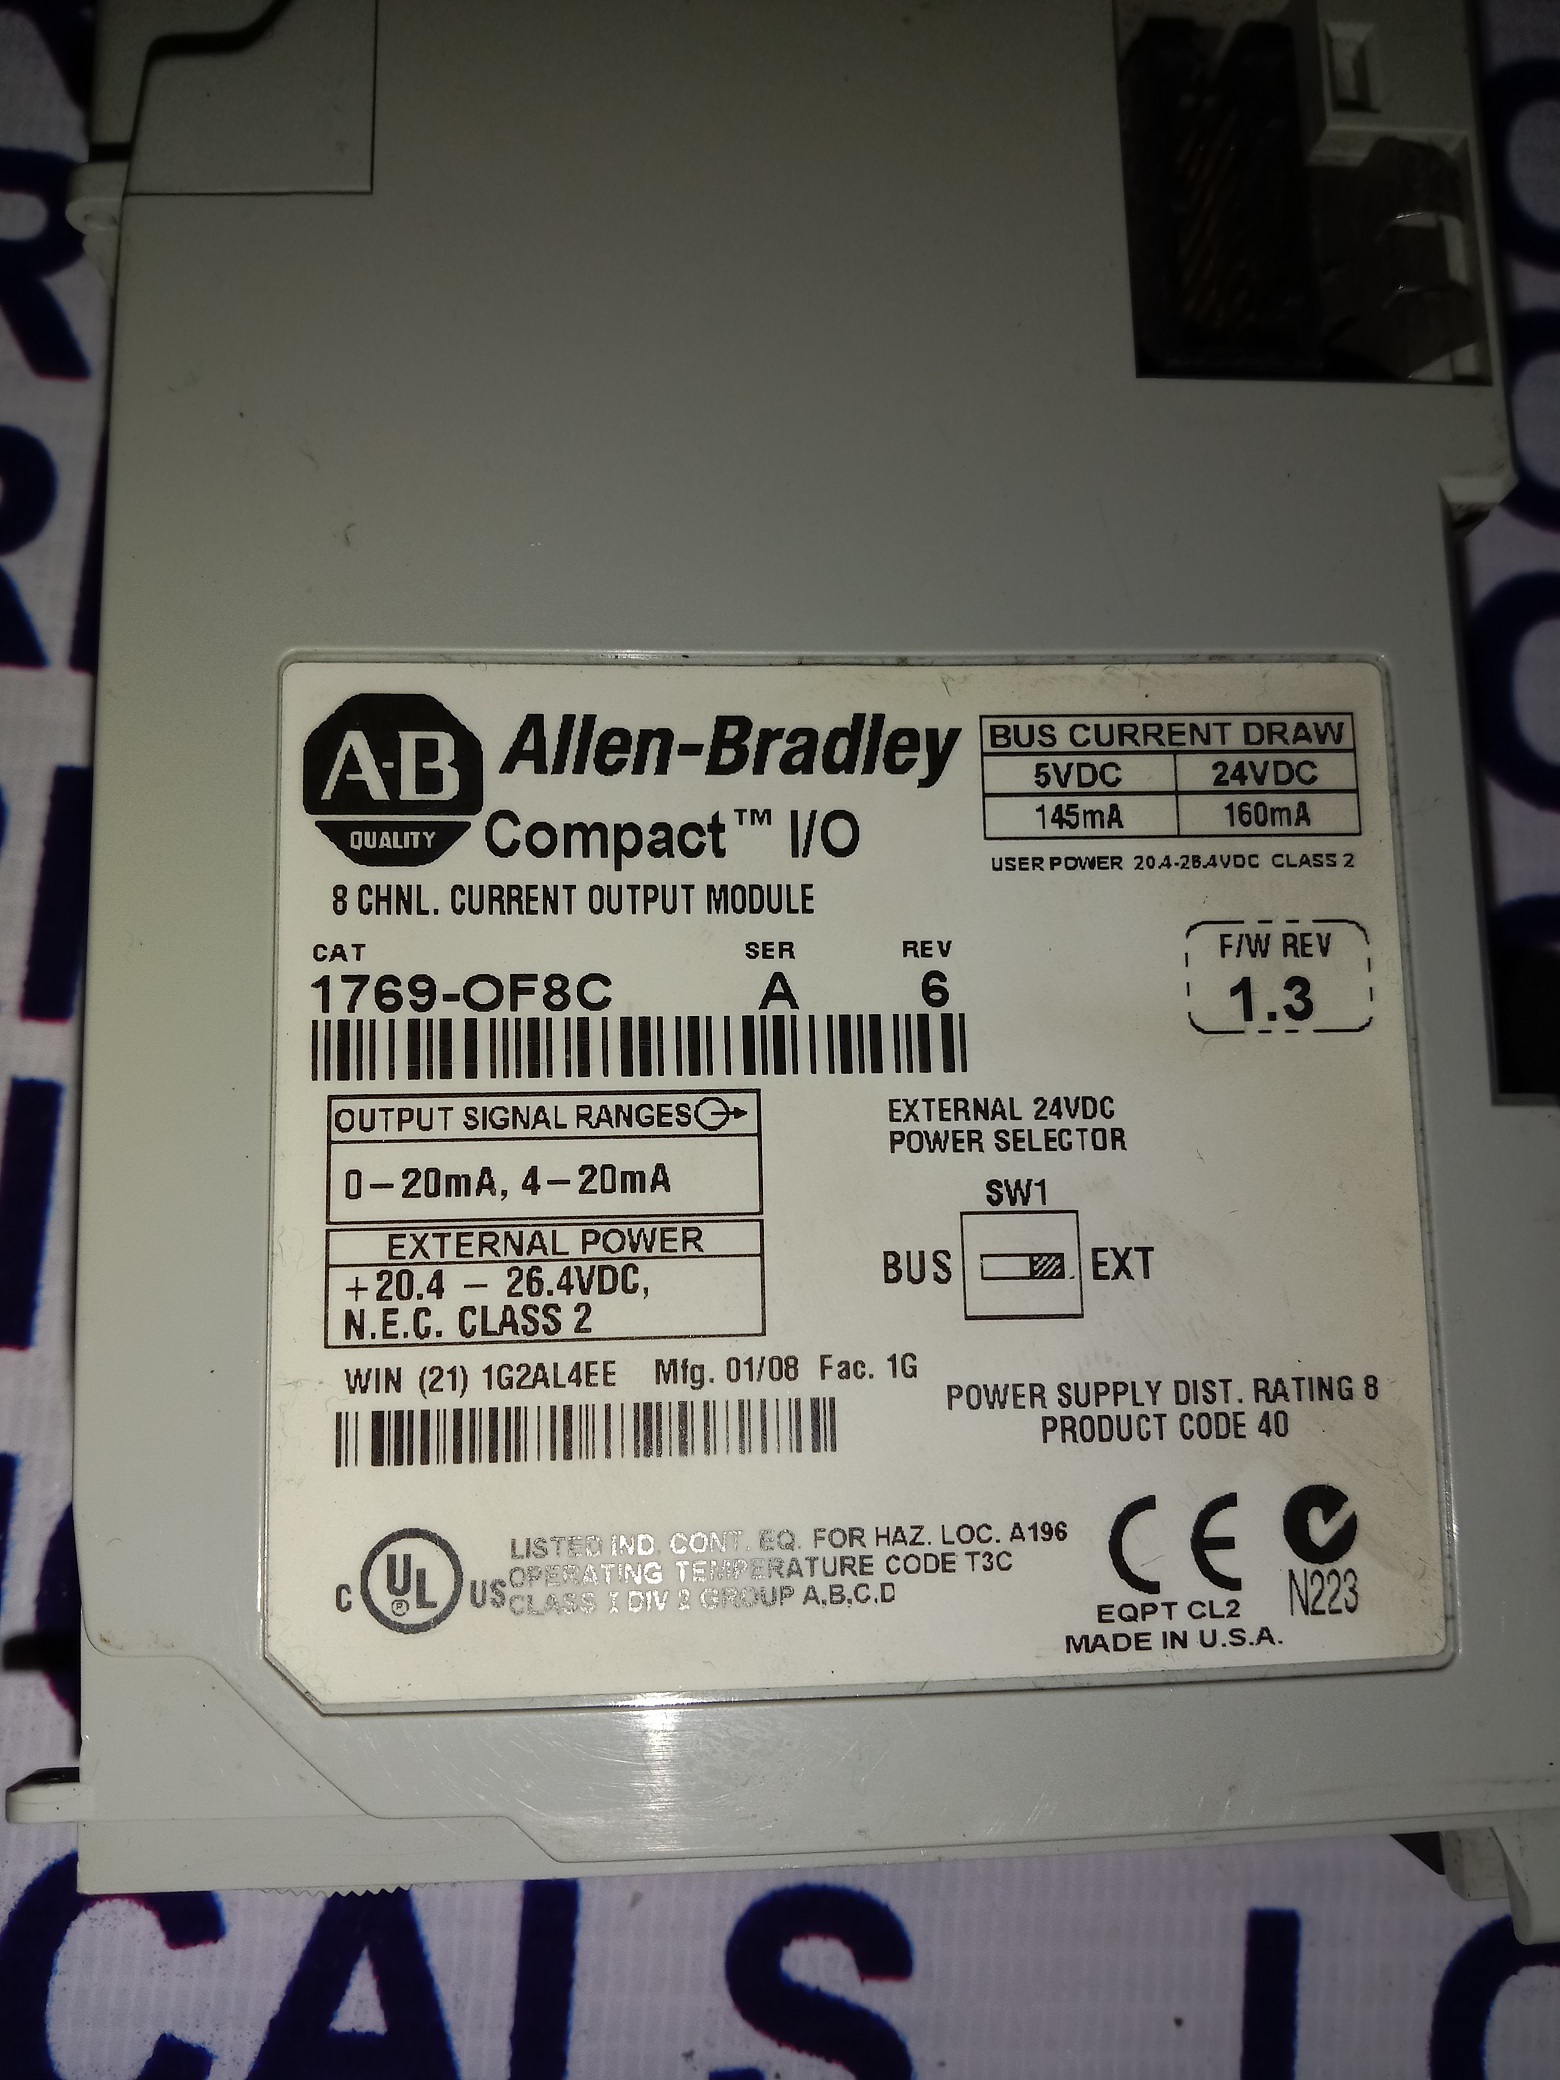 A-B
QUALITY
Allen-Bradley
Compact™ I/O
8 CHNL. CURRENT OUTPUT MODULE
BUS CURRENT DRAW
5VDC 24VDC
145mA 160mA
USER POWER 20.4-26.4VDC CLASS 2
CAT SER REV
1769-OF8C A 6
F/W REV
1.3
OUTPUT SIGNAL RANGES
0–20mA, 4–20mA
EXTERNAL POWER
+20.4 – 26.4VDC,
N.E.C. CLASS 2
EXTERNAL 24VDC
POWER SELECTOR
SW1
BUS EXT
WIN (21) 1G2AL4EE Mfg. 01/08 Fac. 1G
POWER SUPPLY DIST. RATING 8
PRODUCT CODE 40
C UL ® US
LISTED IND. CONT. EQ. FOR HAZ. LOC. A196
OPERATING TEMPERATURE CODE T3C
CLASS I DIV 2 GROUP A,B,C,D
CE
EQPT CL2
MADE IN U.S.A.
N223
CALS